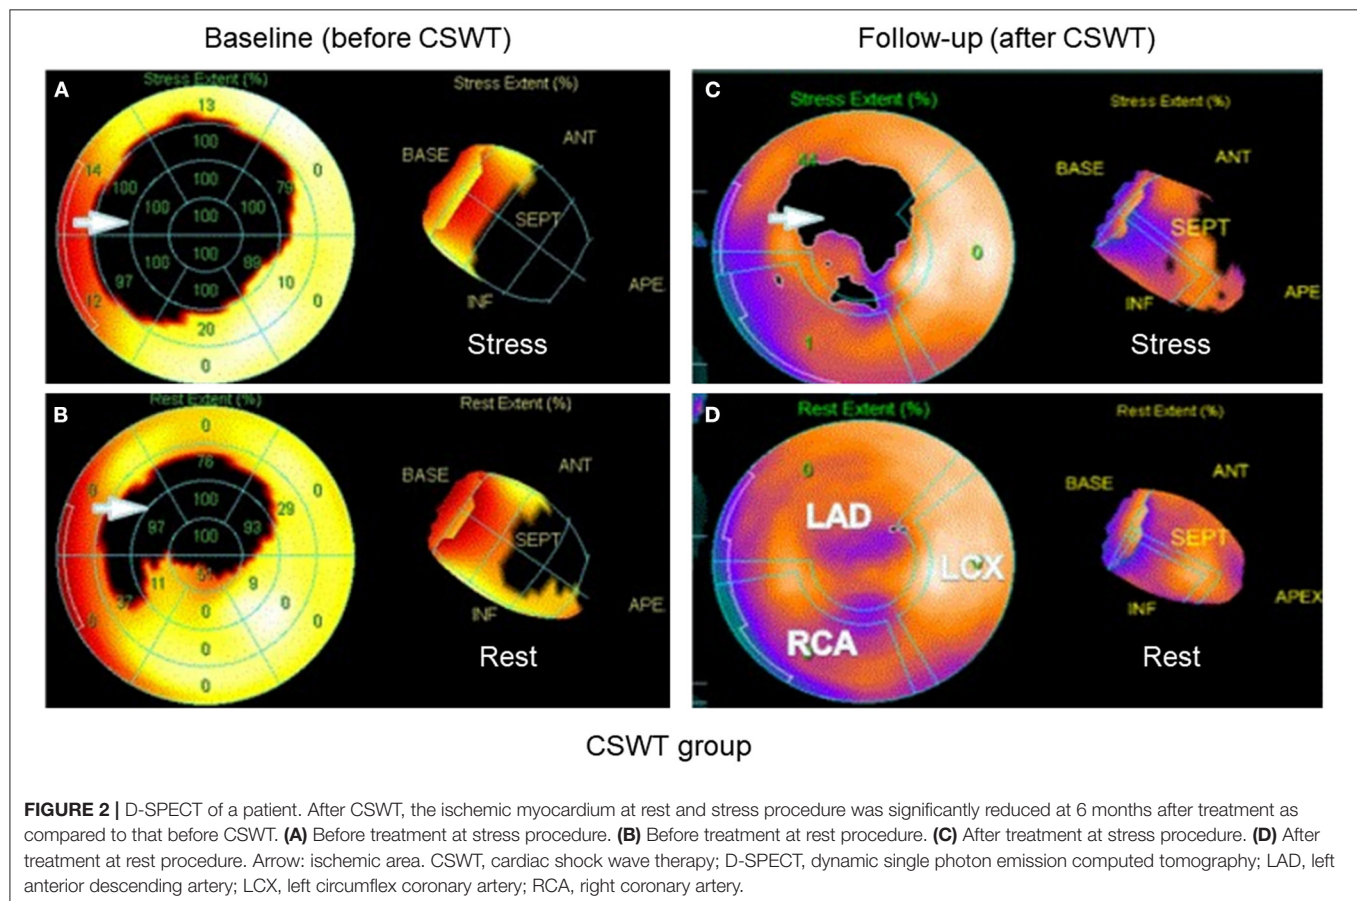 Baseline (before CSWT)
Follow-up (after CSWT)
A
Stress Extent (%)
13
14
100
0
100
100
79
100
100
100
100
97
100
89
10
12
100
0
20
0
Stress Extent (%)
BASE
ANT
SEPT
INF
APE
Stress
C
Stress Extent (%)
44
0
1
Stress Extent (%)
BASE
ANT
SEPT
INF
APE
Stress
B
Rest Extent (%)
0
76
0
100
29
97
93
100
11
9
37
0
0
0
0
0
Rest Extent (%)
BASE
ANT
SEPT
INF
APE
Rest
D
Rest Extent (%)
0
LAD
LCX
RCA
Rest Extent (%)
BASE
ANT
SEPT
INF
APEX
Rest
CSWT group
FIGURE 2 | D-SPECT of a patient. After CSWT, the ischemic myocardium at rest and stress procedure was significantly reduced at 6 months after treatment as
compared to that before CSWT. (A) Before treatment at stress procedure. (B) Before treatment at rest procedure. (C) After treatment at stress procedure. (D) After
treatment at rest procedure. Arrow: ischemic area. CSWT, cardiac shock wave therapy; D-SPECT, dynamic single photon emission computed tomography; LAD, left
anterior descending artery; LCX, left circumflex coronary artery; RCA, right coronary artery.